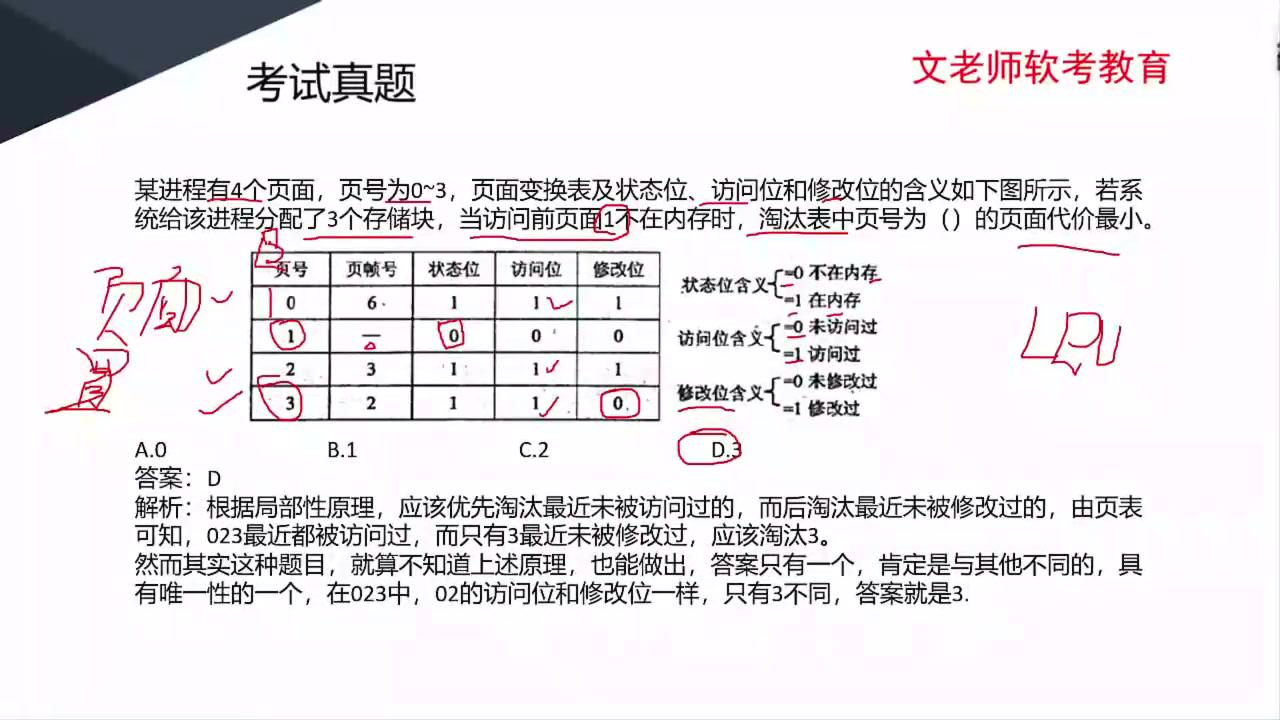 考试真题
文老师软考教育
某进程有4个页面，页号为0~3，页面变换表及状态位、访问位和修改位的含义如下图所示，若系
统给该进程分配了3个存储块，当访问前页面1不在内存时，淘汰表中页号为（）的页面代价最小。
页号 页帧号 状态位 访问位 修改位
0 6 1 1 1
1 — 0 0 0
2 3 1 1 1
3 2 1 1 0
状态位含义 =0 不在内存
=1 在内存
访问位含义 =0 未访问过
=1 访问过
修改位含义 =0 未修改过
=1 修改过
页面
LRU
A.0 B.1 C.2 D.3
答案：D
解析：根据局部性原理，应该优先淘汰最近未被访问过的，而后淘汰最近未被修改过的，由页表
可知，023最近都被访问过，而只有3最近未被修改过，应该淘汰3。
然而其实这种题目，就算不知道上述原理，也能做出，答案只有一个，肯定是与其他不同的，具
有唯一性的一个，在023中，02的访问位和修改位一样，只有3不同，答案就是3.